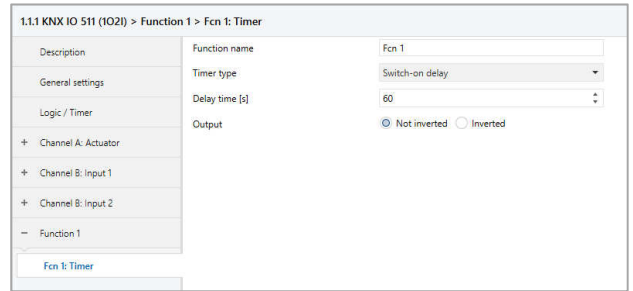 1.1.1 KNX IO 511 (1O2I) > Function 1 > Fcn 1: Timer
Description
General settings
Logic / Timer
+ Channel A: Actuator
+ Channel B: Input 1
+ Channel B: Input 2
− Function 1
Fcn 1: Timer
Function name Fcn 1
Timer type Switch-on delay
Delay time [s] 60
Output Not inverted Inverted